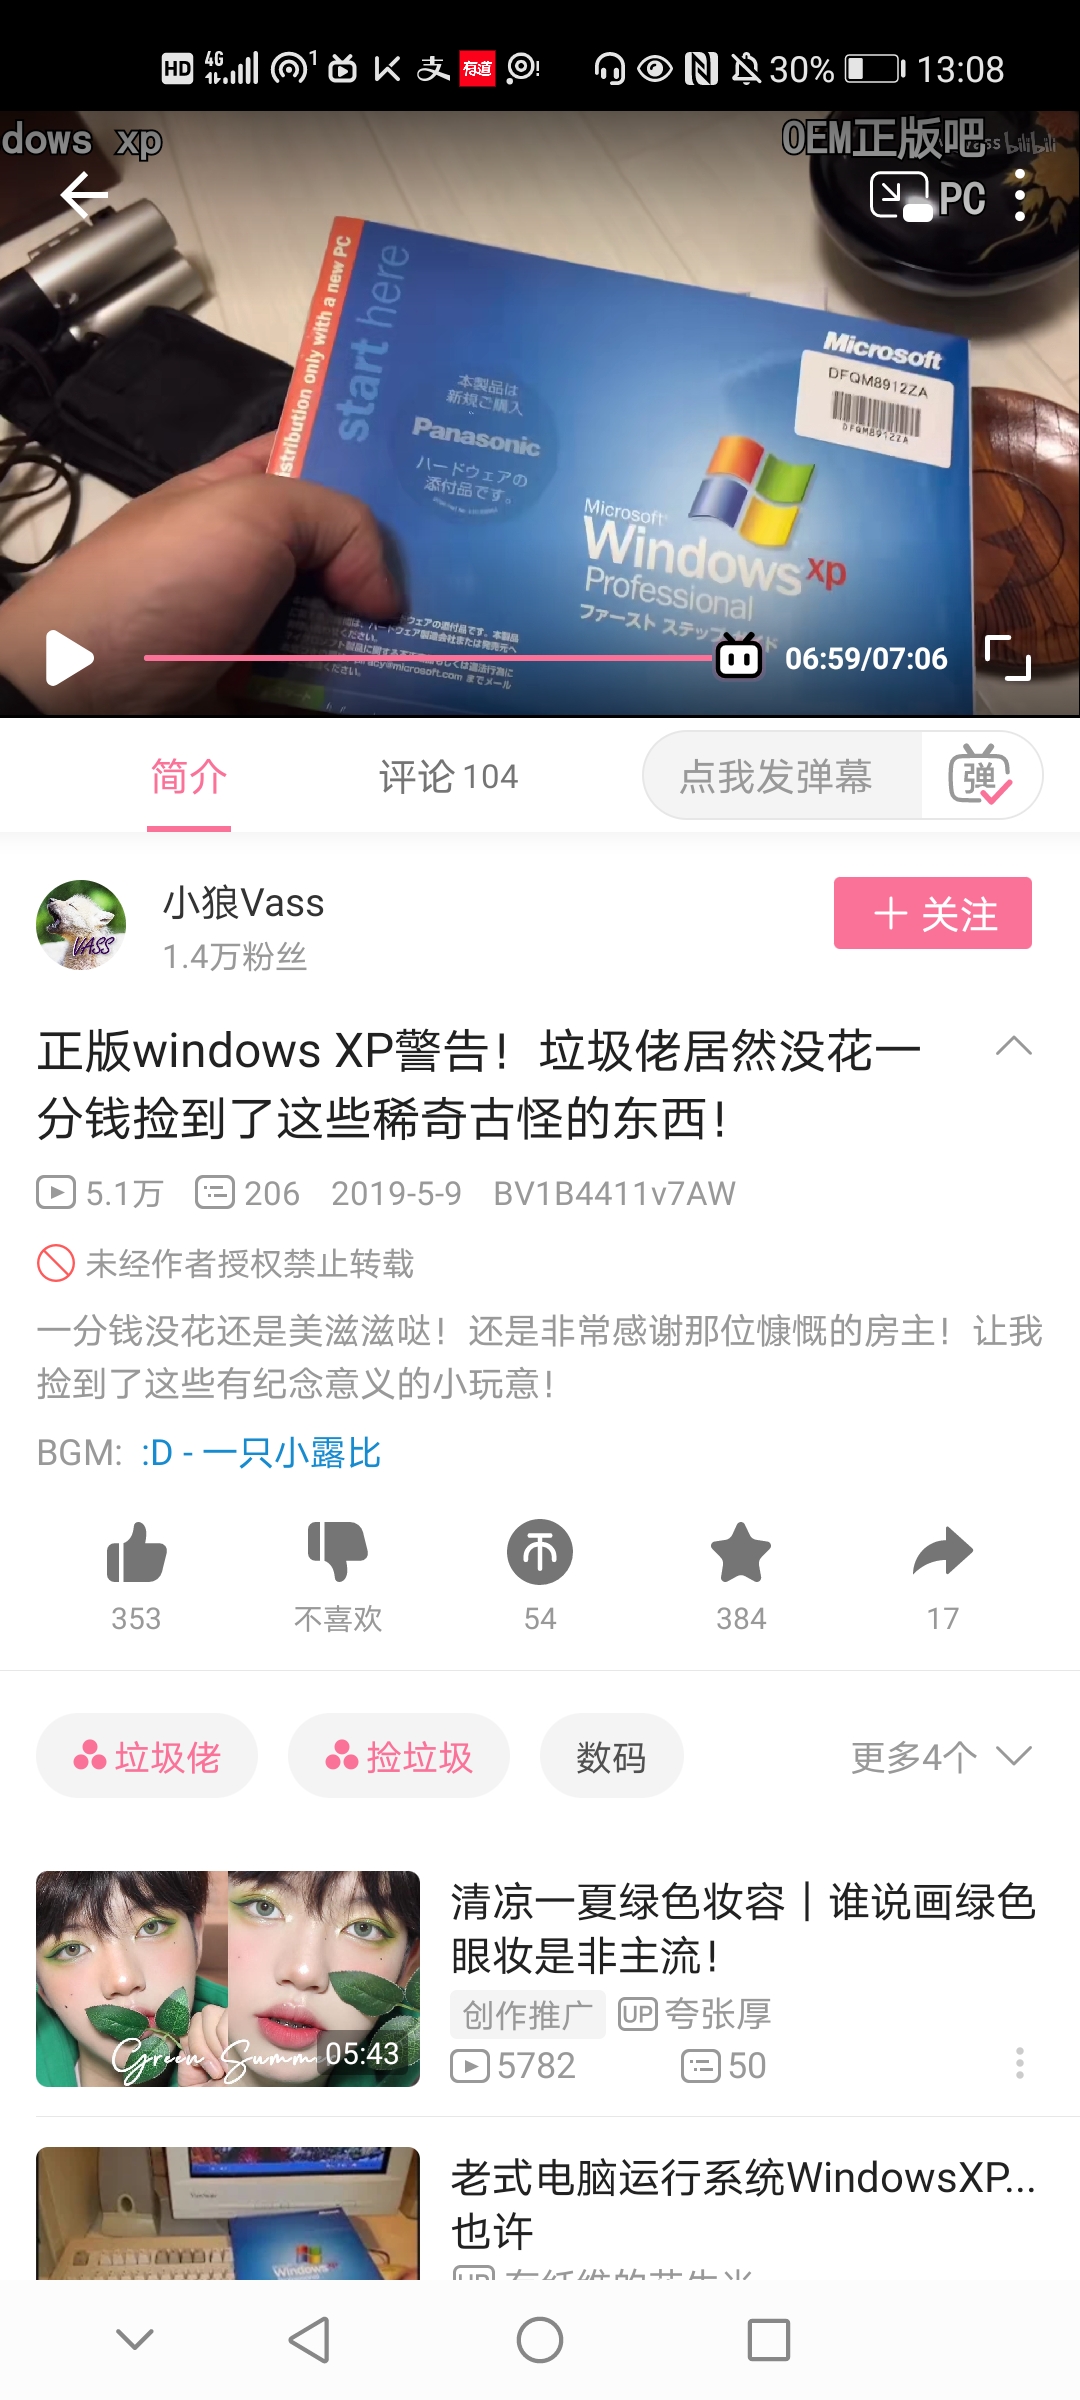 HD 4G 1 支 有道 30% 13:08
dows xp
OEM正版吧
bilibili
PC
distribution only with a new PC
start here
本製品は
新規ご購入
Panasonic
ハードウェアの
添付品です。
Microsoft
DFQM8912ZA
DFQM8912ZA
Microsoft
Windows xp
Professional
ファースト ステップ
06:59/07:06
简介
评论 104
点我发弹幕
弹
小狼Vass
VASS
1.4万粉丝
关注
正版windows XP警告！垃圾佬居然没花一
分钱捡到了这些稀奇古怪的东西！
5.1万 206 2019-5-9 BV1B4411v7AW
未经作者授权禁止转载
一分钱没花还是美滋滋哒！还是非常感谢那位慷慨的房主！让我
捡到了这些有纪念意义的小玩意！
BGM: :D - 一只小露比
353 不喜欢 54 384 17
垃圾佬 捡垃圾 数码 更多4个
清凉一夏绿色妆容｜谁说画绿色
眼妆是非主流！
创作推广 UP 夸张厚
5782 50
Green Summe
05:43
老式电脑运行系统WindowsXP...
也许
Windows